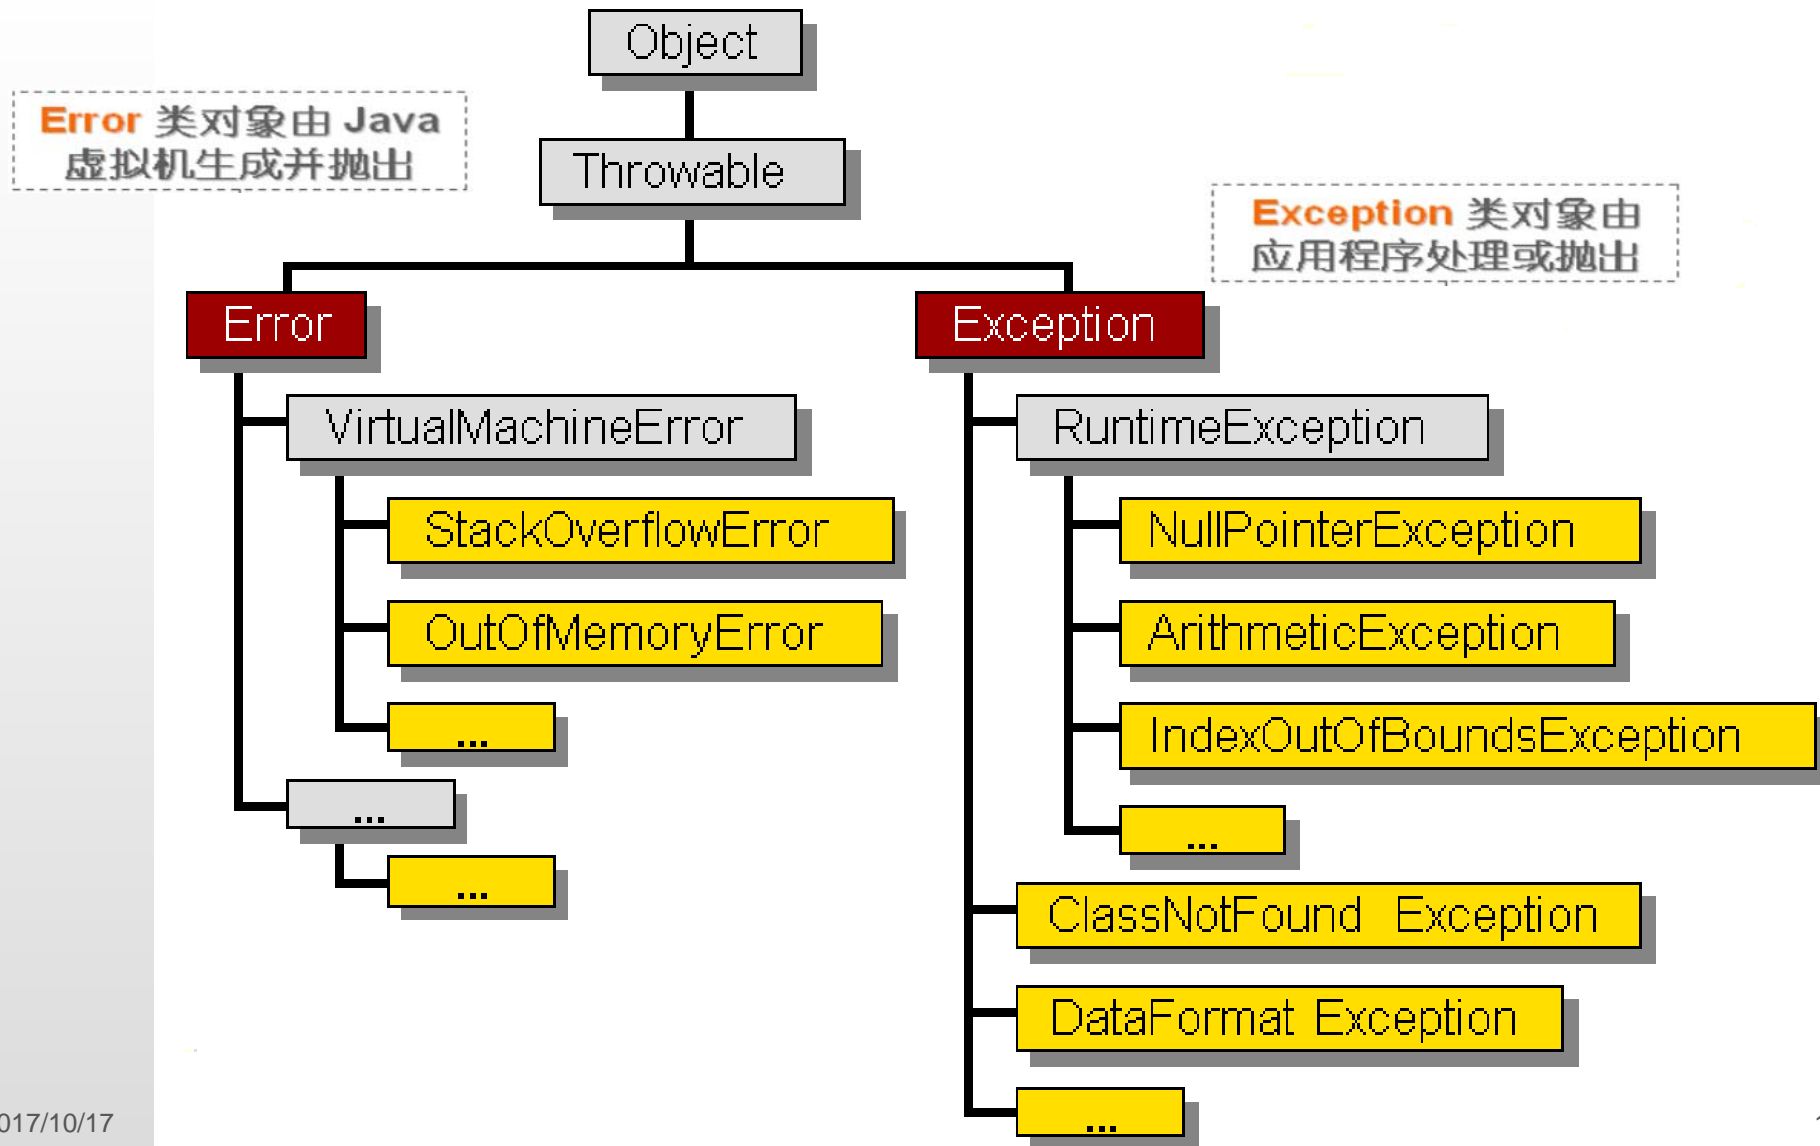 Object
Error 类对象由 Java
虚拟机生成并抛出
Throwable
Exception 类对象由
应用程序处理或抛出
Error
Exception
VirtualMachineError
RuntimeException
StackOverflowError
NullPointerException
OutOfMemoryError
ArithmeticException
...
IndexOutOfBoundsException
...
...
...
ClassNotFound Exception
DataFormat Exception
...
017/10/17